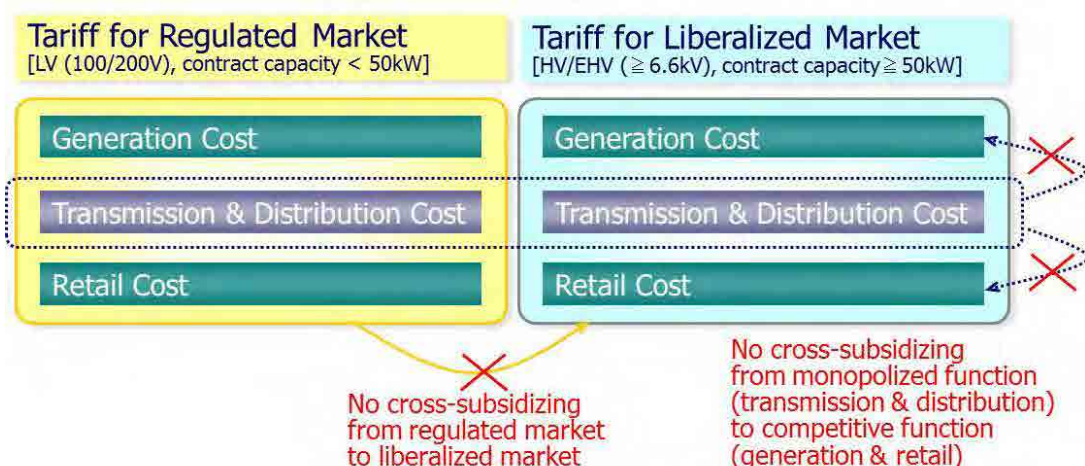 Tariff for Regulated Market
[LV (100/200V), contract capacity < 50kW]
Generation Cost
Transmission & Distribution Cost
Retail Cost
Tariff for Liberalized Market
[HV/EHV (≧ 6.6kV), contract capacity ≧ 50kW]
Generation Cost
Transmission & Distribution Cost
Retail Cost
No cross-subsidizing
from regulated market
to liberalized market
No cross-subsidizing
from monopolized function
(transmission & distribution)
to competitive function
(generation & retail)